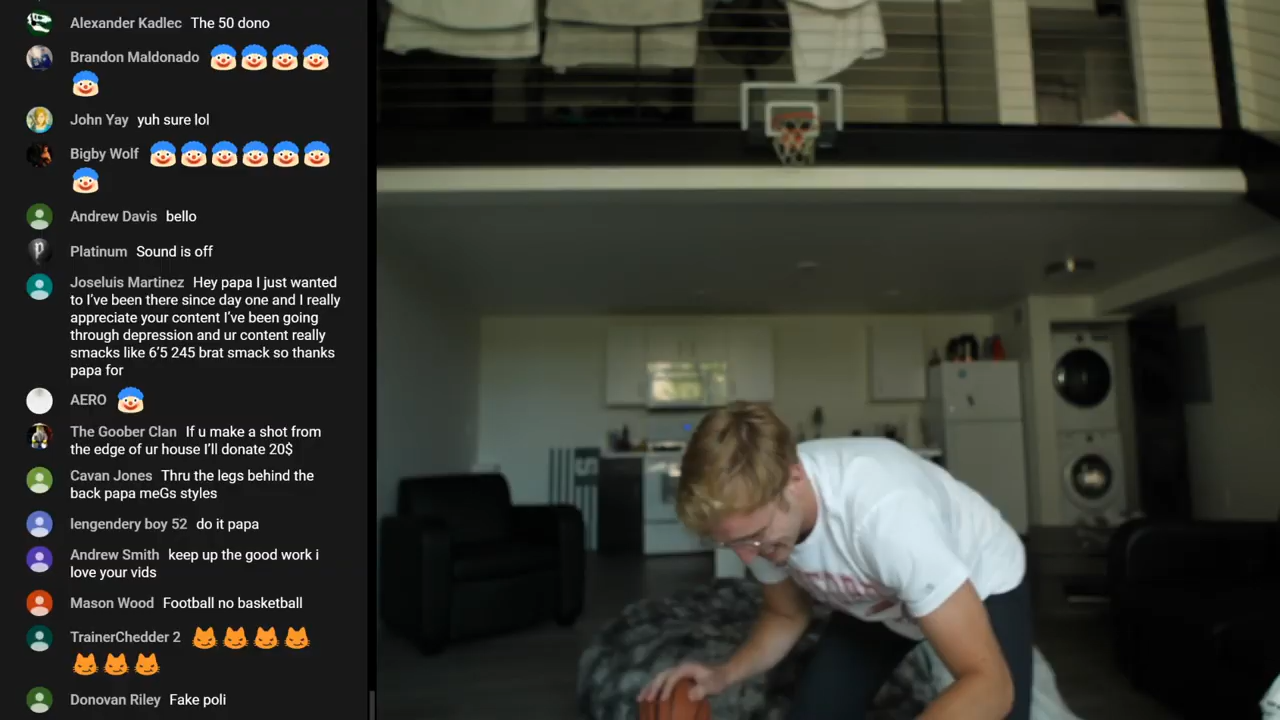 Alexander Kadlec The 50 dono
Brandon Maldonado
John Yay yuh sure lol
Bigby Wolf
Andrew Davis bello
Platinum Sound is off
Joseluis Martinez Hey papa I just wanted
to I've been there since day one and I really
appreciate your content I've been going
through depression and ur content really
smacks like 6'5 245 brat smack so thanks
papa for
AERO
The Goober Clan If u make a shot from
the edge of ur house I'll donate 20$
Cavan Jones Thru the legs behind the
back papa meGs styles
lengendery boy 52 do it papa
Andrew Smith keep up the good work i
love your vids
Mason Wood Football no basketball
TrainerChedder 2
Donovan Riley Fake poli